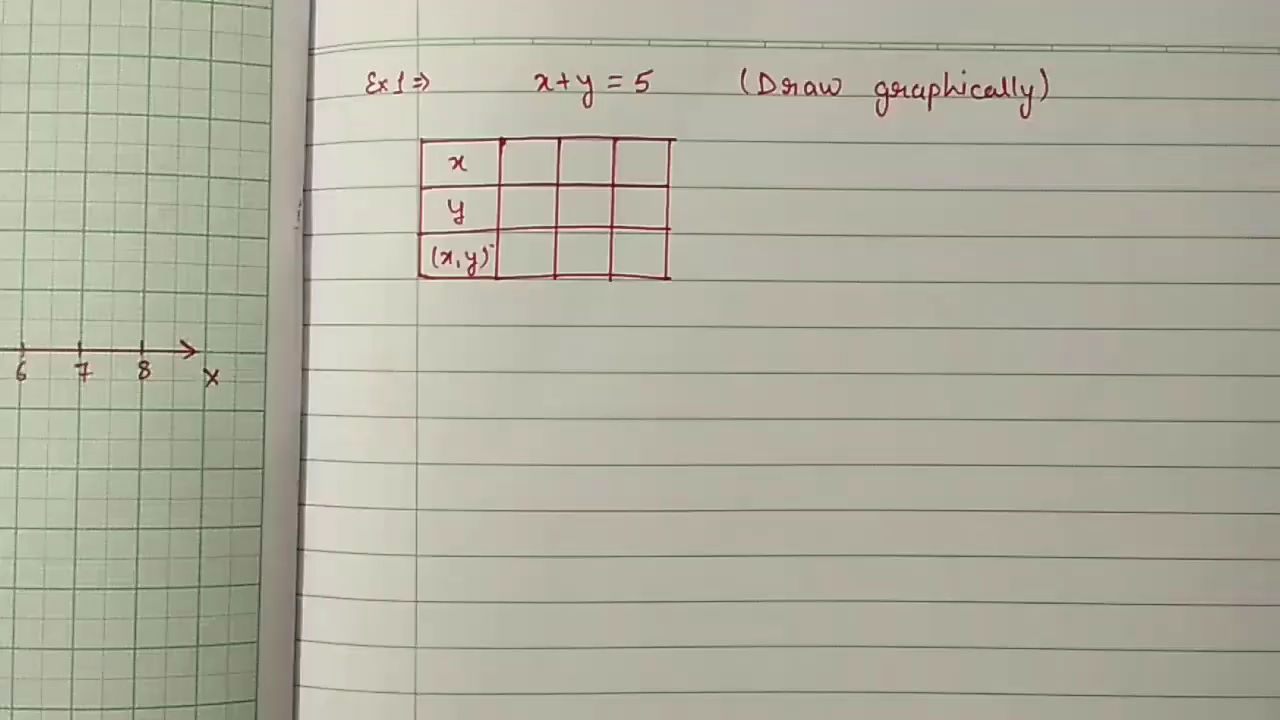 Ex 1 ⇒ x + y = 5 (Draw graphically)
x
y
(x, y)
6 7 8 X